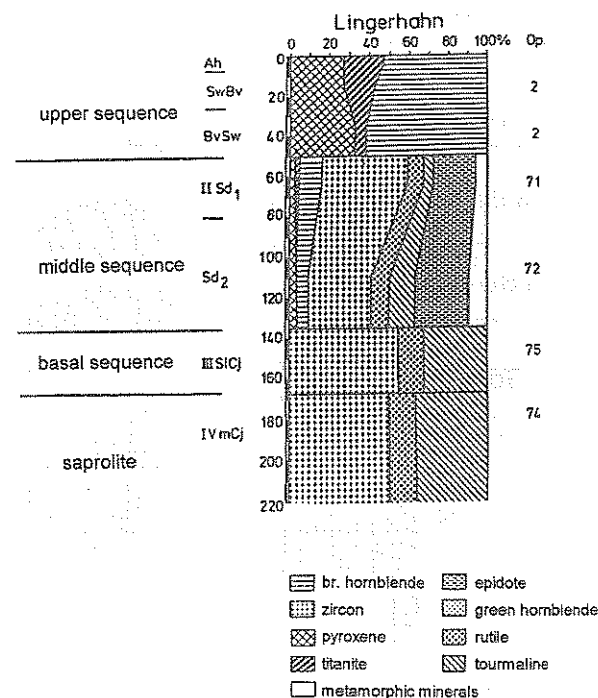 Lingerhahn
0 20 40 60 80 100% Op.
0
Ah
20
SwBv
2
upper sequence
40
BvSw
2
60
II Sd1
71
80
middle sequence
100
Sd2
72
120
140
basal sequence
III SlCj
75
160
180
IV mCj
74
saprolite
200
220
br. hornblende epidote
zircon green hornblende
pyroxene rutile
titanite tourmaline
metamorphic minerals